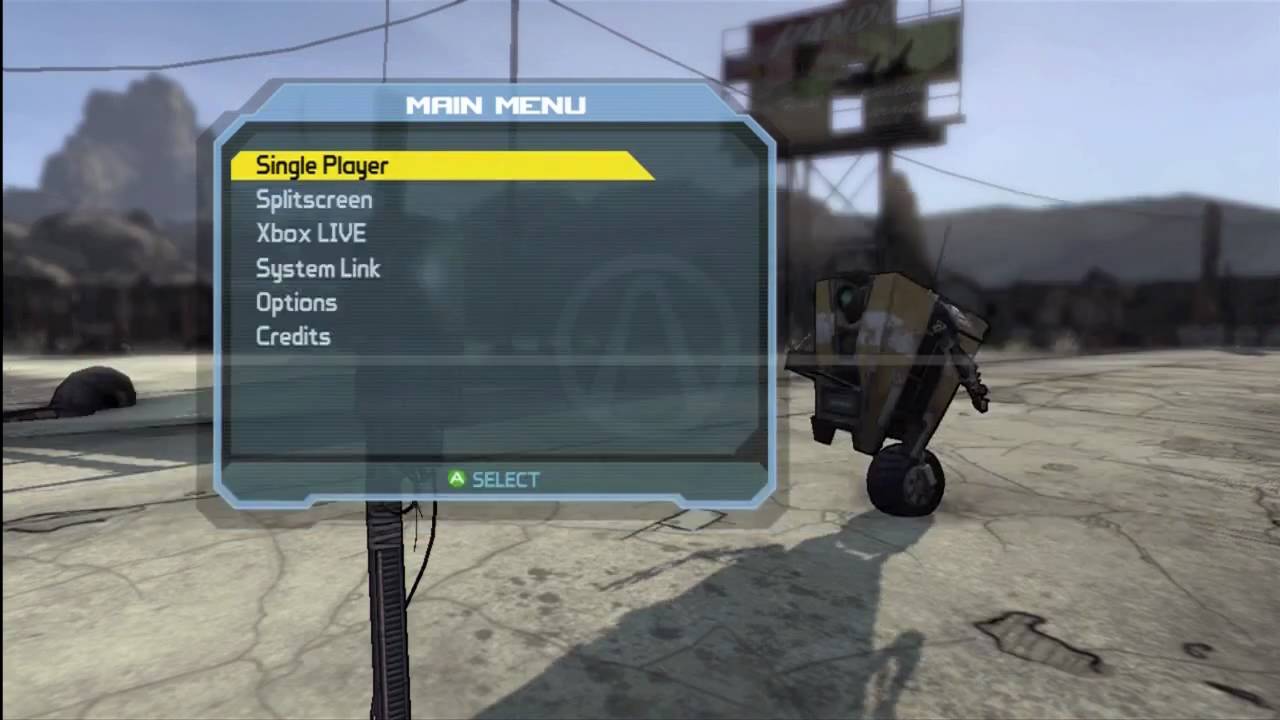 MAIN MENU
Single Player
Splitscreen
Xbox LIVE
System Link
Options
Credits
A SELECT